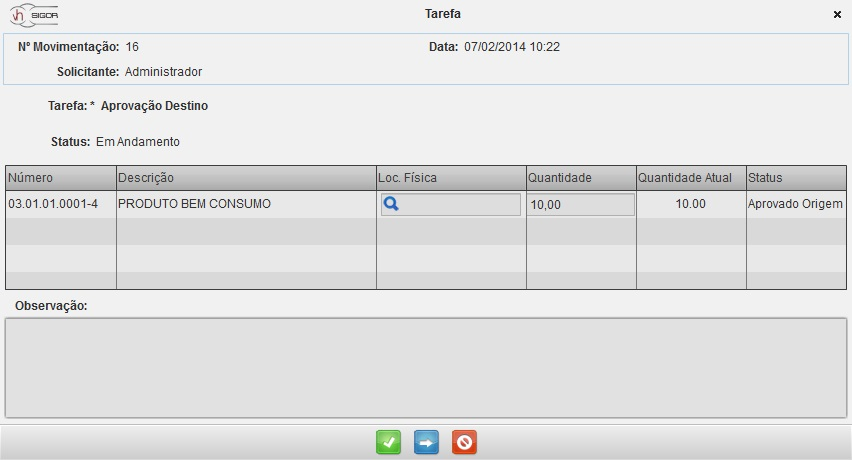 vh SIGOR
Tarefa
Nº Movimentação: 16 Data: 07/02/2014 10:22
Solicitante: Administrador
Tarefa: * Aprovação Destino
Status: Em Andamento
Número Descrição Loc. Física Quantidade Quantidade Atual Status
03.01.01.0001-4 PRODUTO BEM CONSUMO 10,00 10.00 Aprovado Origem
Observação: